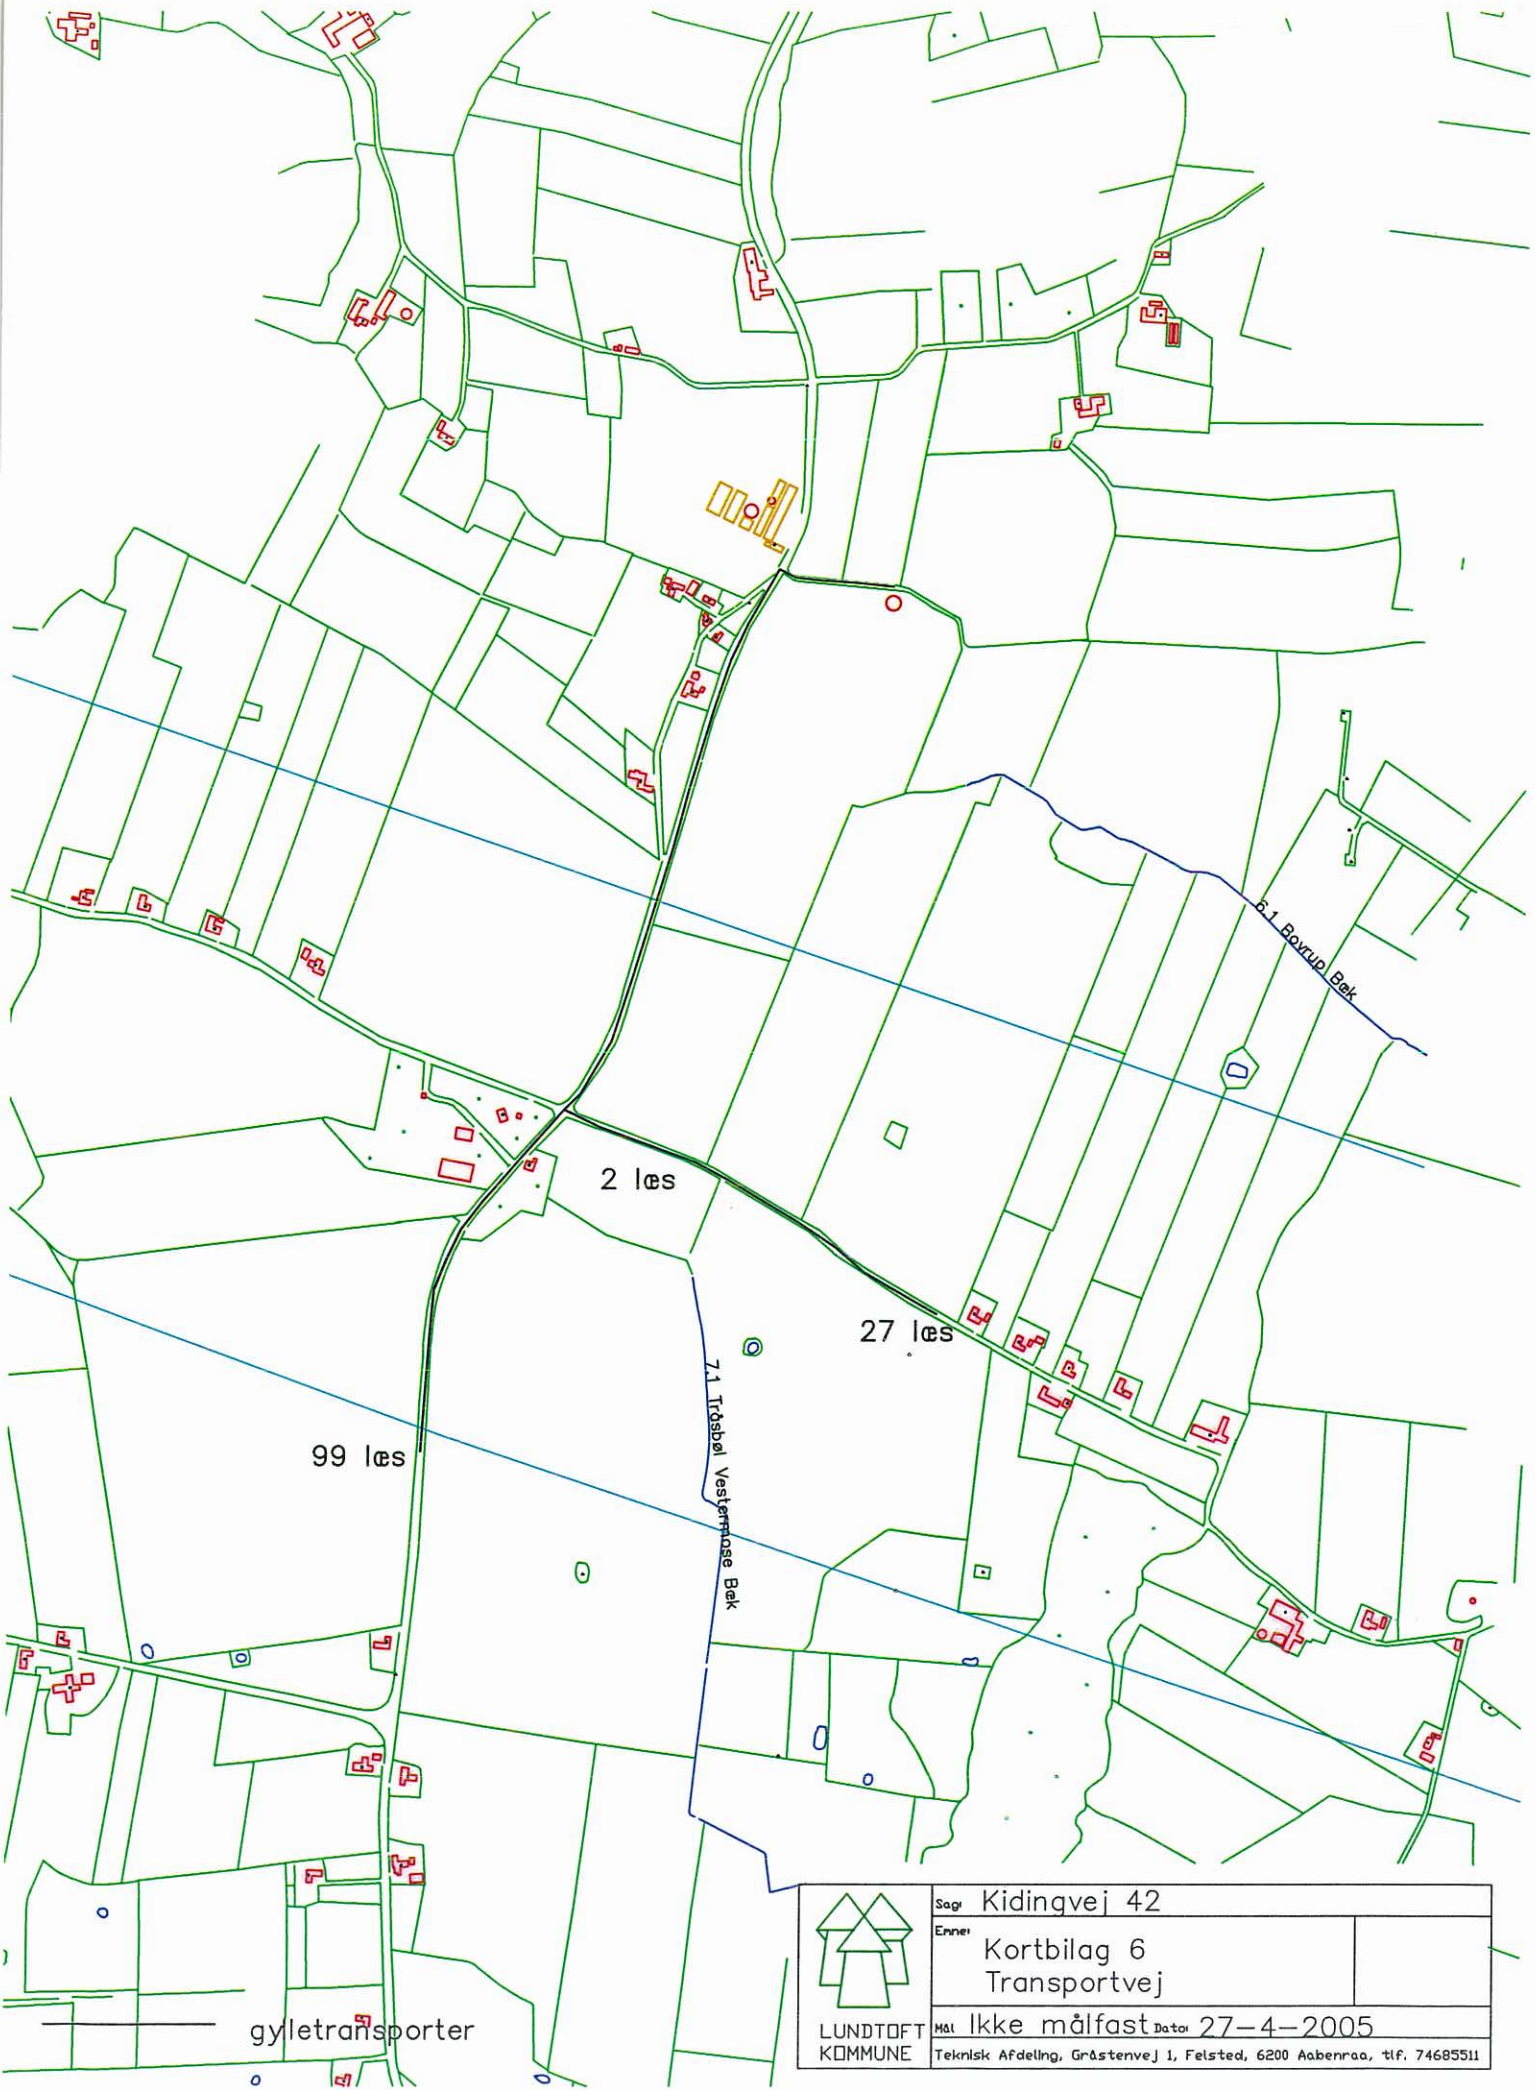 6.1 Bovrup Bæk
2 læs
27 læs
7.1 Tråsbøl Vestermose Bæk
99 læs
gylletransporter
LUNDTOFT
KOMMUNE
Sag: Kidingvej 42
Emne:
Kortbilag 6
Transportvej
Mål Ikke målfast Dato: 27-4-2005
Teknisk Afdeling, Gråstenvej 1, Felsted, 6200 Aabenraa, tlf. 74685511